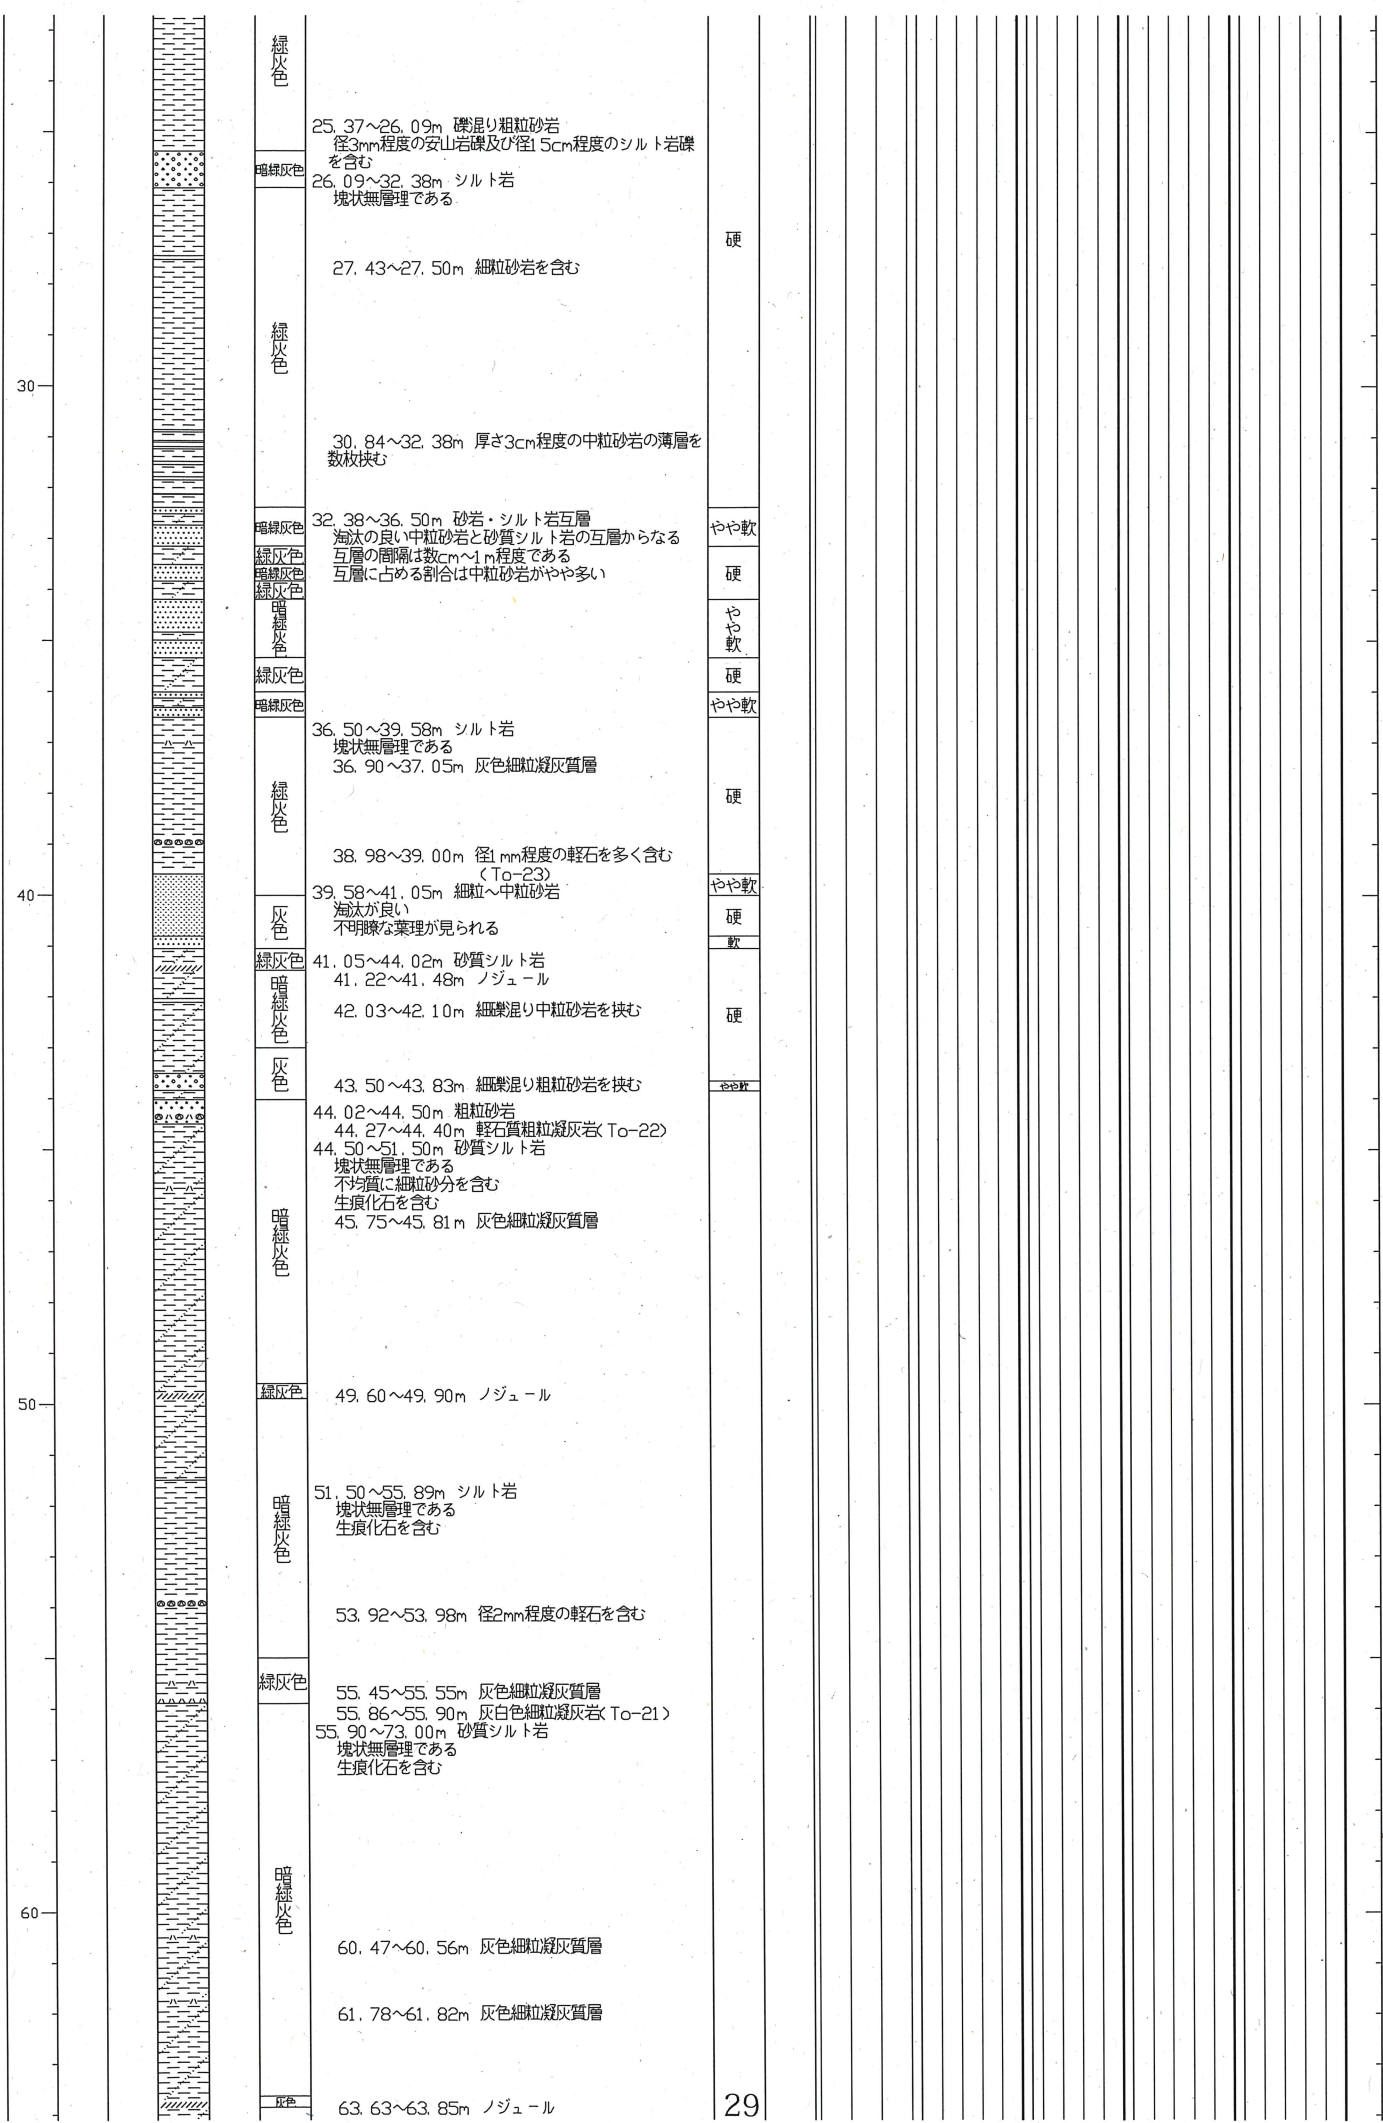 緑灰色
25.37～26.09m 礫混り粗粒砂岩
径3mm程度の安山岩礫及び径15cm程度のシルト岩礫
を含む
暗緑灰色
26.09～32.38m シルト岩
塊状無層理である
硬
27.43～27.50m 細粒砂岩を含む
緑灰色
30
30.84～32.38m 厚さ3cm程度の中粒砂岩の薄層を
数枚挟む
暗緑灰色
32.38～36.50m 砂岩・シルト岩互層
やや軟
淘汰の良い中粒砂岩と砂質シルト岩の互層からなる
緑灰色
互層の間隔は数cm～1m程度である
暗緑灰色
互層に占める割合は中粒砂岩がやや多い
硬
緑灰色
暗緑灰色
やや軟
緑灰色
硬
暗緑灰色
やや軟
36.50～39.58m シルト岩
塊状無層理である
36.90～37.05m 灰色細粒凝灰質層
緑灰色
硬
38.98～39.00m 径1mm程度の軽石を多く含む
(To-23)
やや軟
40
39.58～41.05m 細粒～中粒砂岩
淘汰が良い
灰色
硬
不明瞭な葉理が見られる
軟
緑灰色
41.05～44.02m 砂質シルト岩
41.22～41.48m ノジュール
暗緑灰色
42.03～42.10m 細礫混り中粒砂岩を挟む
硬
灰色
43.50～43.83m 細礫混り粗粒砂岩を挟む
やや軟
44.02～44.50m 粗粒砂岩
44.27～44.40m 軽石質粗粒凝灰岩(To-22)
44.50～51.50m 砂質シルト岩
塊状無層理である
不均質に細粒砂分を含む
生痕化石を含む
45.75～45.81m 灰色細粒凝灰質層
暗緑灰色
緑灰色
49.60～49.90m ノジュール
50
51.50～55.89m シルト岩
塊状無層理である
生痕化石を含む
暗緑灰色
53.92～53.98m 径2mm程度の軽石を含む
緑灰色
55.45～55.55m 灰色細粒凝灰質層
55.86～55.90m 灰白色細粒凝灰岩(To-21)
55.90～73.00m 砂質シルト岩
塊状無層理である
生痕化石を含む
暗緑灰色
60
60.47～60.56m 灰色細粒凝灰質層
61.78～61.82m 灰色細粒凝灰質層
灰色
63.63～63.85m ノジュール
29